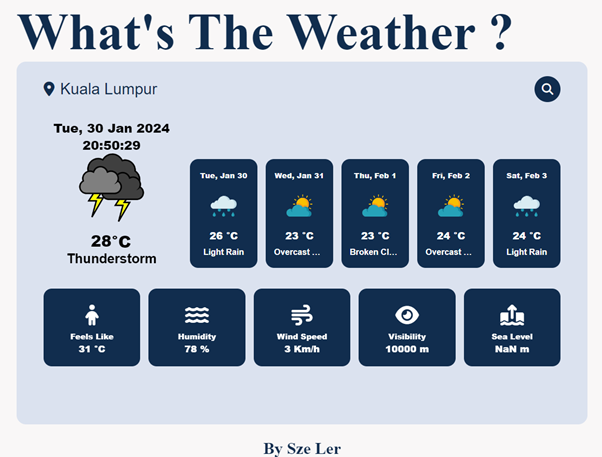 What's The Weather ?
Kuala Lumpur
Tue, 30 Jan 2024
20:50:29
28°C
Thunderstorm
Tue, Jan 30
26 °C
Light Rain
Wed, Jan 31
23 °C
Overcast ...
Thu, Feb 1
23 °C
Broken Cl...
Fri, Feb 2
24 °C
Overcast ...
Sat, Feb 3
24 °C
Light Rain
Feels Like
31 °C
Humidity
78 %
Wind Speed
3 Km/h
Visibility
10000 m
Sea Level
NaN m
By Sze Ler